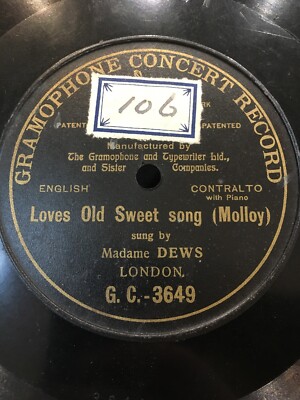 GRAMOPHONE CONCERT RECORD
106
PATENTED
PATENTED
Manufactured by
The Gramophone and Typewriter Ltd.,
and Sister Companies.
ENGLISH
CONTRALTO
with Piano
Loves Old Sweet song (Molloy)
sung by
Madame DEWS
LONDON,
G. C.-3649